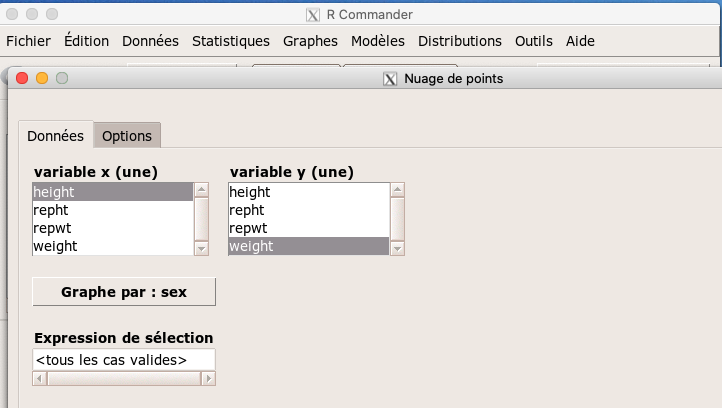 R Commander
Fichier Édition Données Statistiques Graphes Modèles Distributions Outils Aide
Nuage de points
Données Options
variable x (une) variable y (une)
height height
repht repht
repwt repwt
weight weight
Graphe par : sex
Expression de sélection
<tous les cas valides>